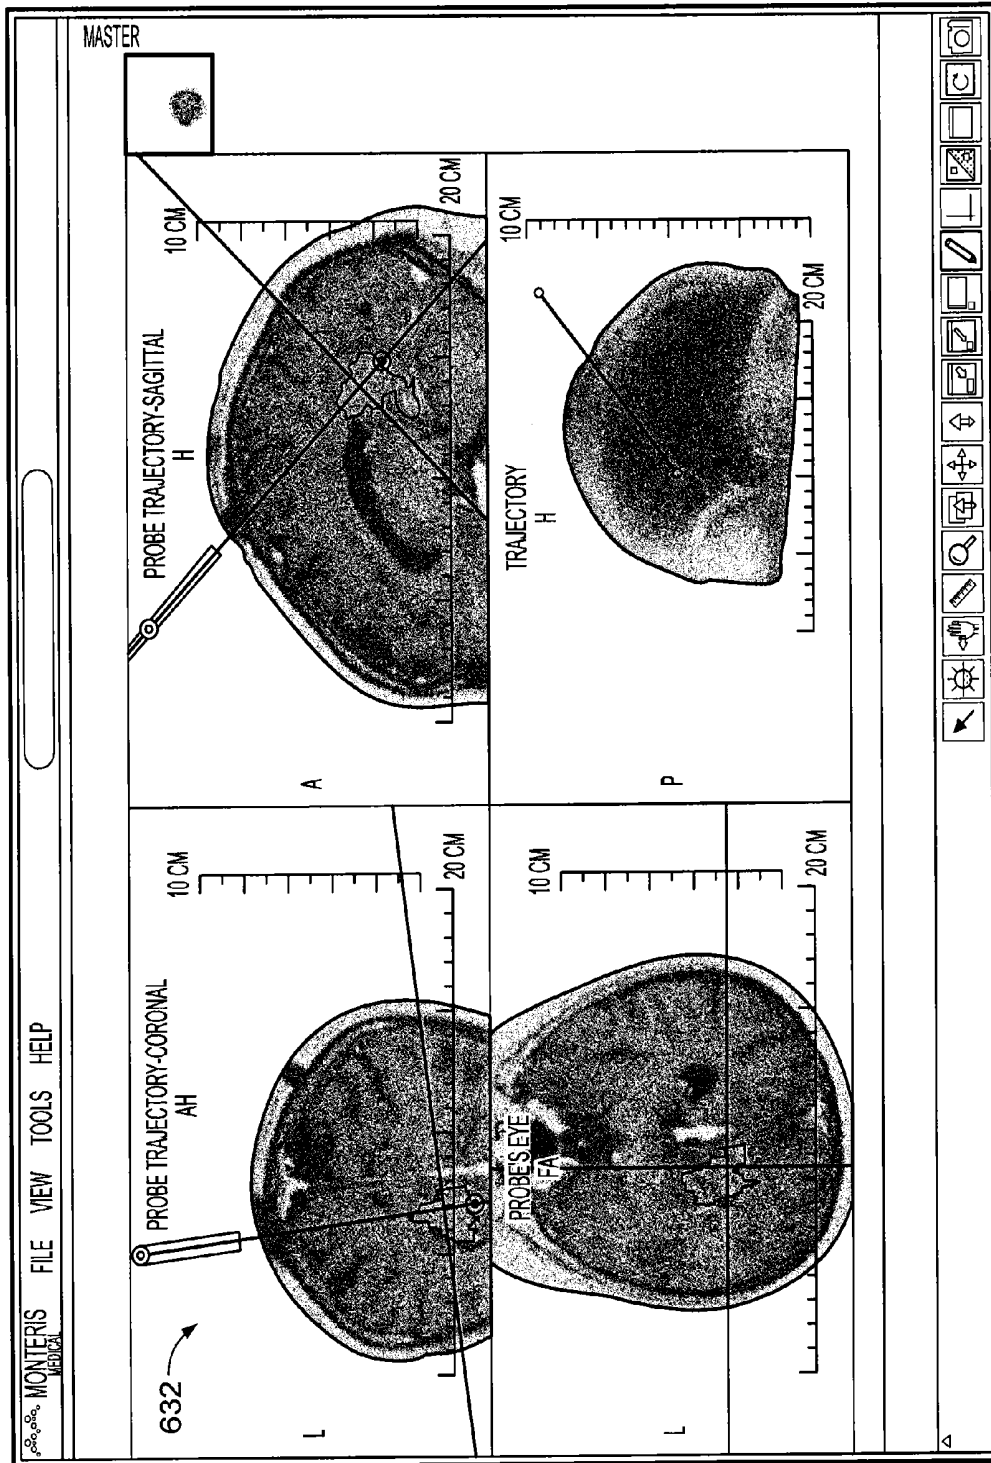 MONTERIS
MEDICAL
FILE VIEW TOOLS HELP
MASTER
632
PROBE TRAJECTORY-CORONAL
AH
L
10 CM
20 CM
PROBE TRAJECTORY-SAGITTAL
H
A
10 CM
20 CM
PROBE'S EYE
FA
L
10 CM
20 CM
TRAJECTORY
H
P
10 CM
20 CM